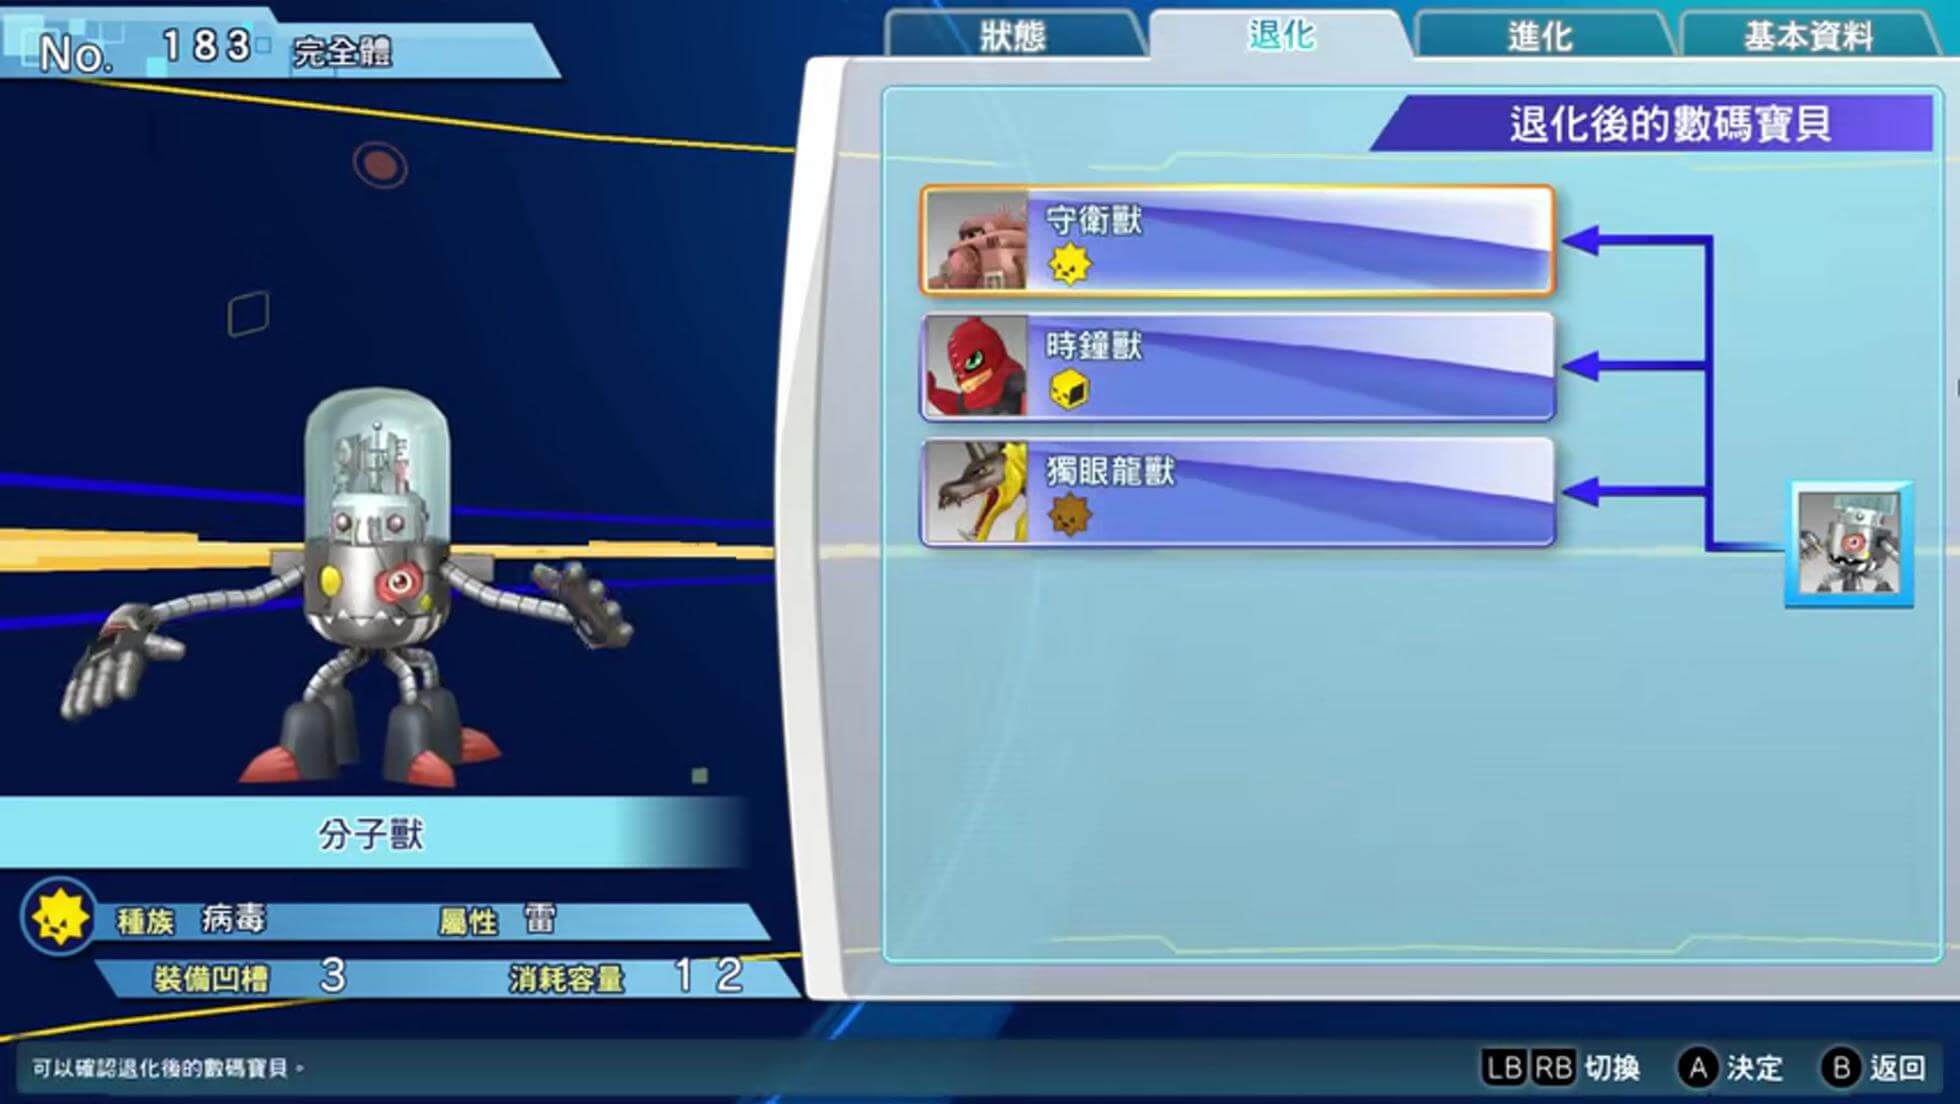 No. 183 完全體
狀態 退化 進化 基本資料
退化後的數碼寶貝
守衛獸
時鐘獸
獨眼龍獸
分子獸
種族 病毒 屬性 雷
裝備凹槽 3 消耗容量 12
可以確認退化後的數碼寶貝。
LB RB 切換 A 決定 B 返回